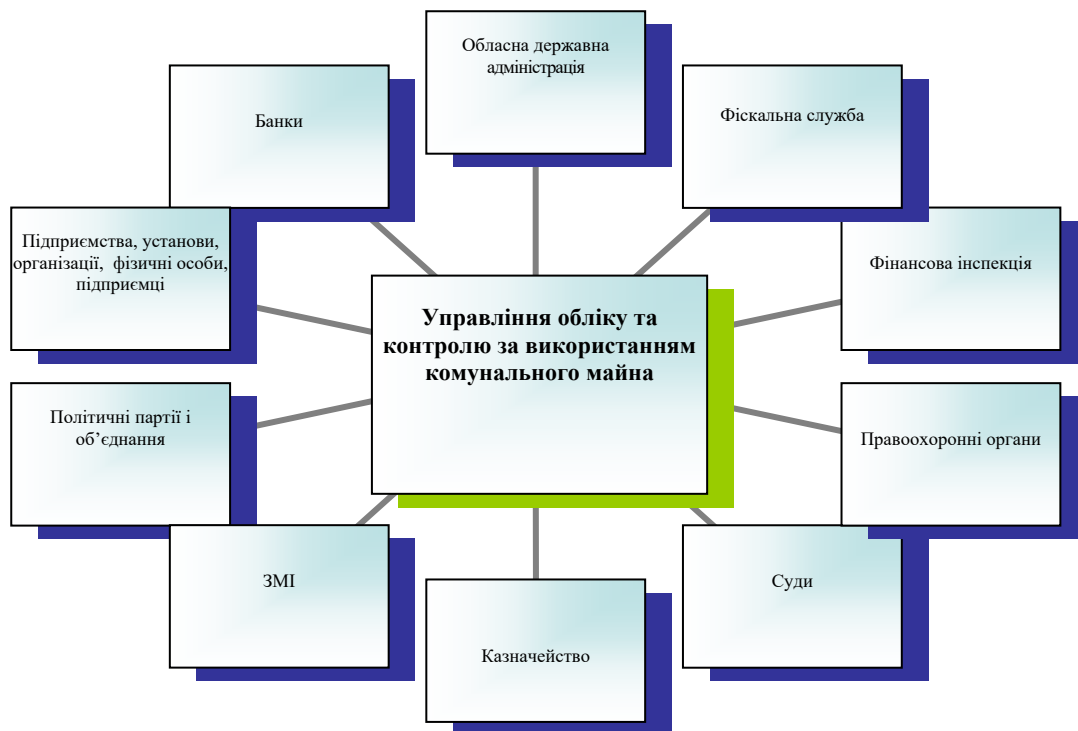 Обласна державна
адміністрація
Банки
Фіскальна служба
Підприємства, установи,
організації, фізичні особи,
підприємці
Фінансова інспекція
Управління обліку та
контролю за використанням
комунального майна
Політичні партії і
об’єднання
Правоохоронні органи
ЗМІ
Суди
Казначейство